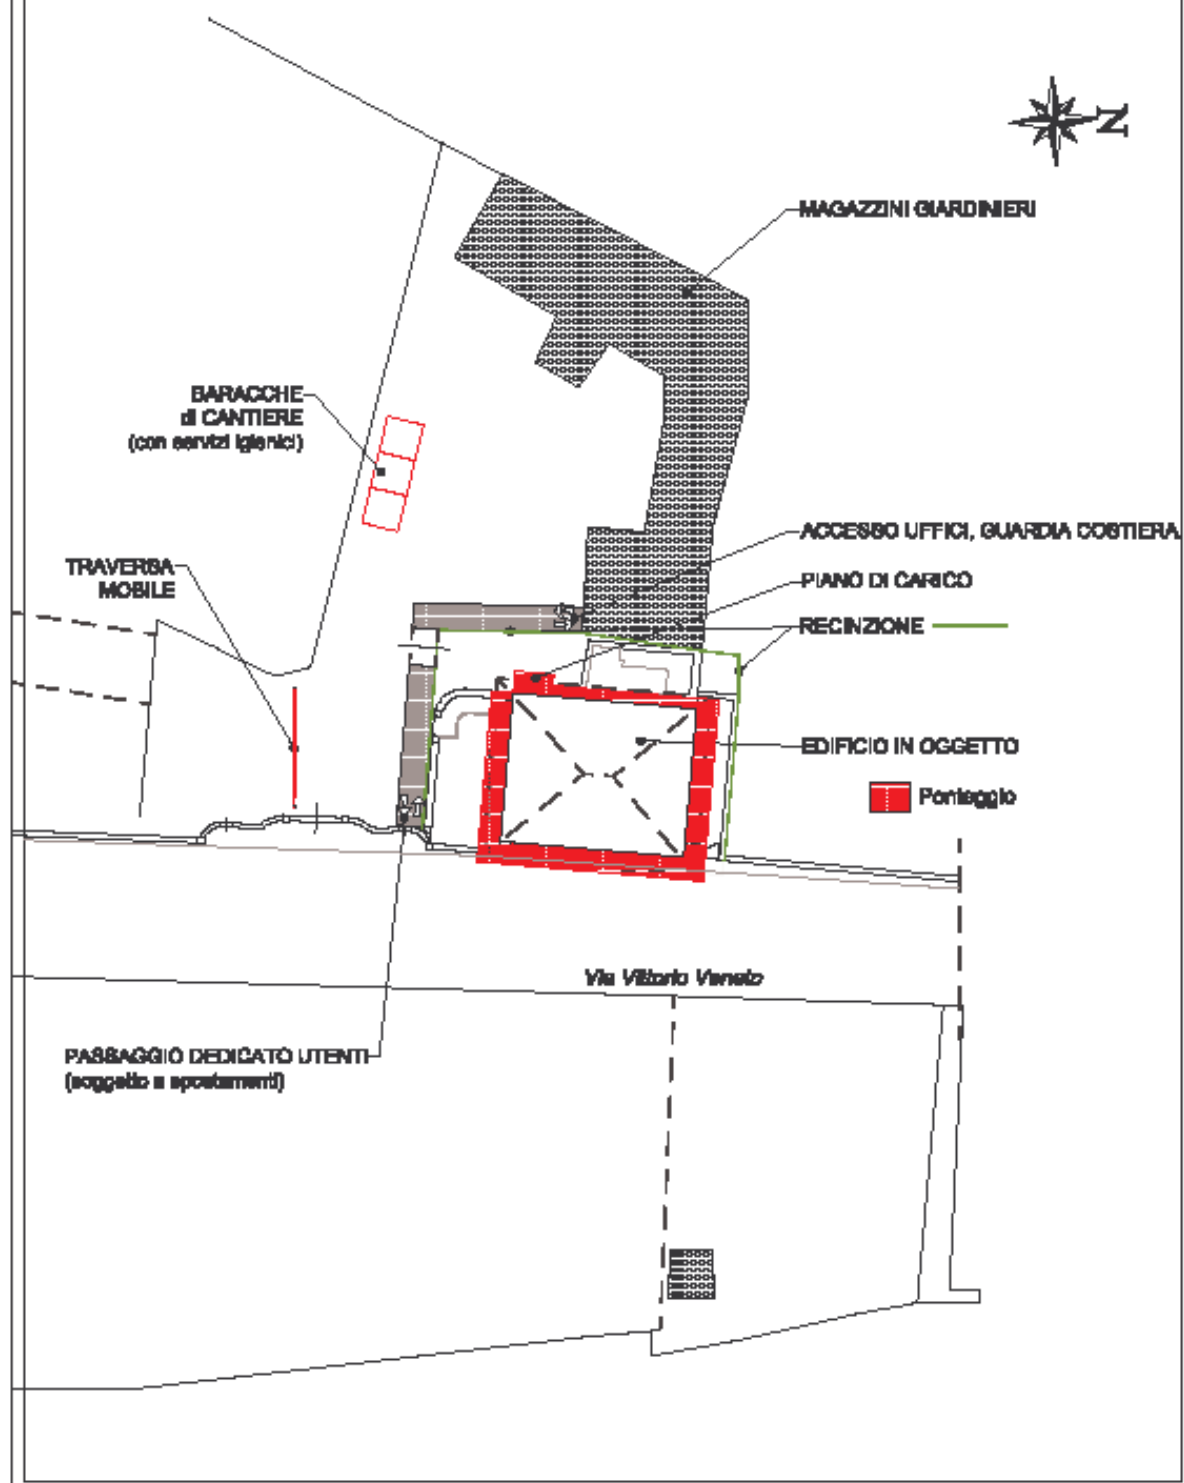 N
MAGAZZINI GIARDINIERI
BARACCHE
di CANTIERE
(con servizi igienici)
ACCESSO UFFICI, GUARDIA COSTIERA
TRAVERSA
MOBILE
PIANO DI CARICO
RECINZIONE
EDIFICIO IN OGGETTO
Ponteggio
Via Vittorio Veneto
PASSAGGIO DEDICATO UTENTI
(soggetto a spostamenti)